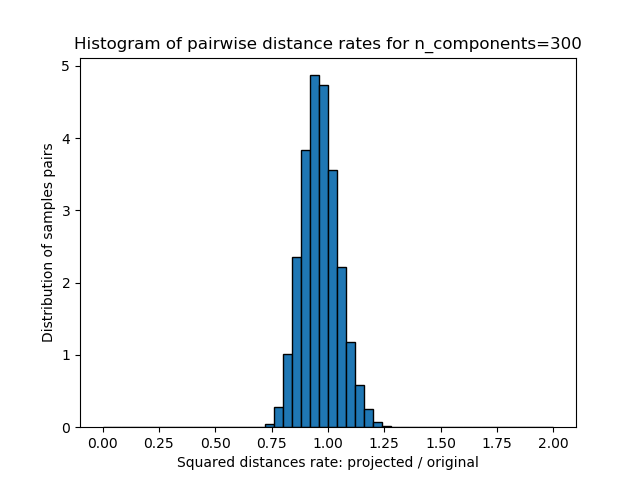 Histogram of pairwise distance rates for n_components=300
Distribution of samples pairs
5
4
3
2
1
0
0.00 0.25 0.50 0.75 1.00 1.25 1.50 1.75 2.00
Squared distances rate: projected / original